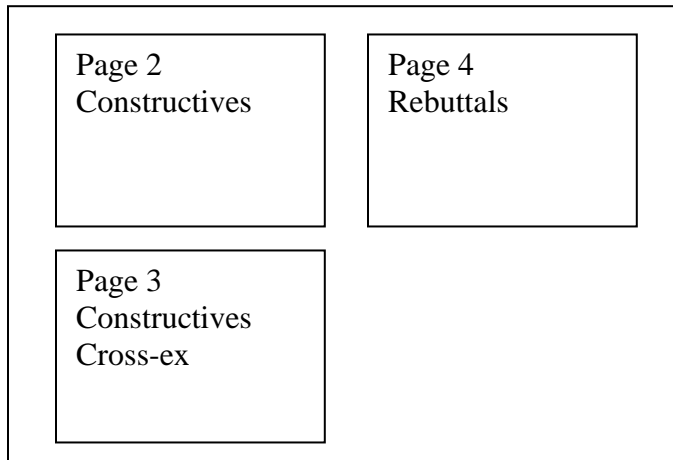 Page 2
Constructives
Page 4
Rebuttals
Page 3
Constructives
Cross-ex